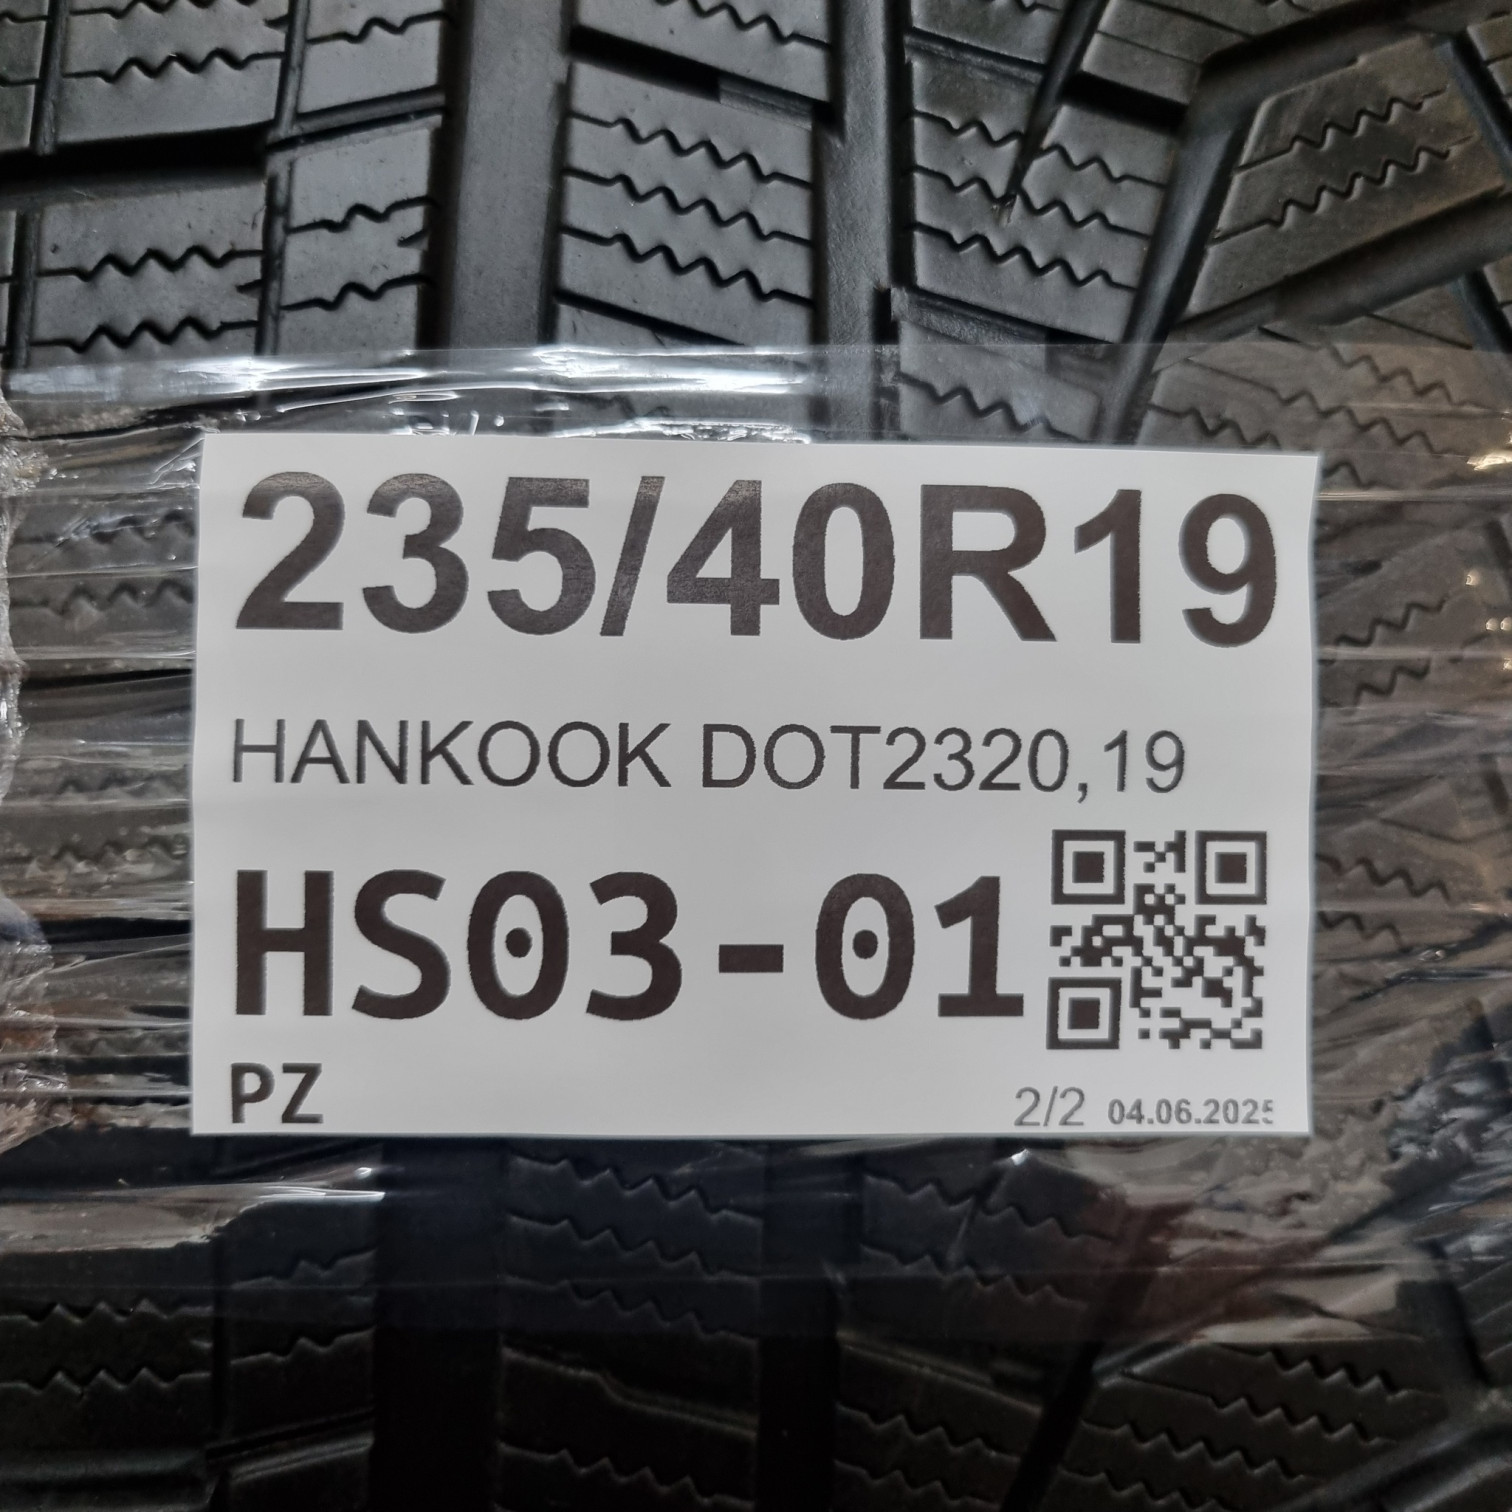 235/40R19
HANKOOK DOT2320,19
HS03-01
PZ
2/2 04.06.2025